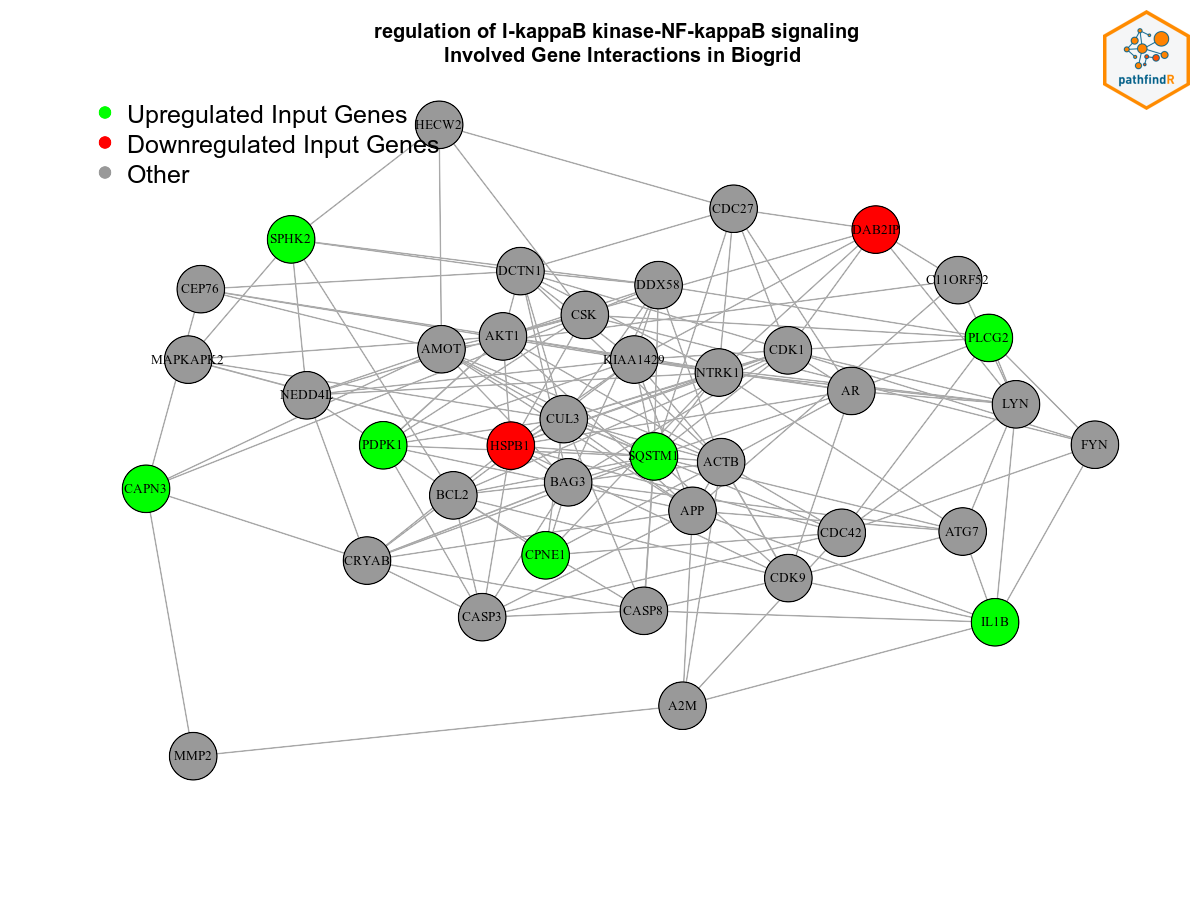 regulation of I-kappaB kinase-NF-kappaB signaling
Involved Gene Interactions in Biogrid
pathfindR
Upregulated Input Genes
Downregulated Input Genes
Other
HECW2
CDC27
DAB2IP
SPHK2
DCTN1
C11ORF52
DDX58
CEP76
CSK
AKT1
PLCG2
AMOT
CDK1
MAPKAPK2
KIAA1429
NTRK1
AR
NEDD4L
LYN
CUL3
PDPK1
HSPB1
FYN
SQSTM1
ACTB
BAG3
CAPN3
BCL2
APP
CDC42
ATG7
CPNE1
CRYAB
CDK9
CASP8
CASP3
IL1B
A2M
MMP2